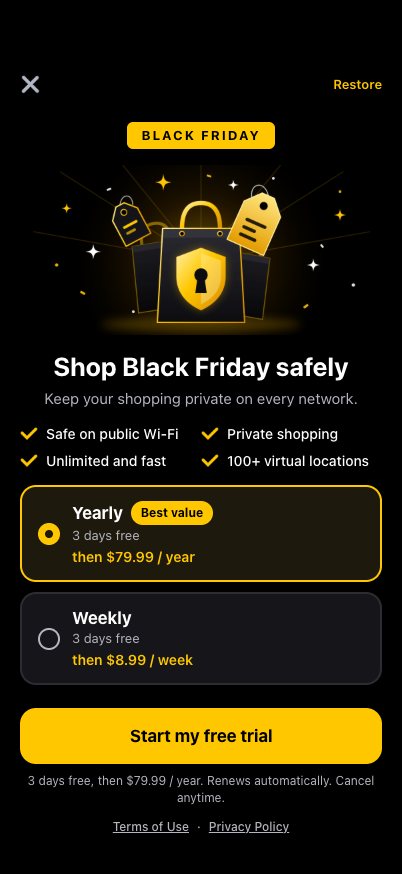 Restore
BLACK FRIDAY
Shop Black Friday safely
Keep your shopping private on every network.
Safe on public Wi-Fi
Private shopping
Unlimited and fast
100+ virtual locations
Yearly
Best value
3 days free
then $79.99 / year
Weekly
3 days free
then $8.99 / week
Start my free trial
3 days free, then $79.99 / year. Renews automatically. Cancel
anytime.
Terms of Use · Privacy Policy